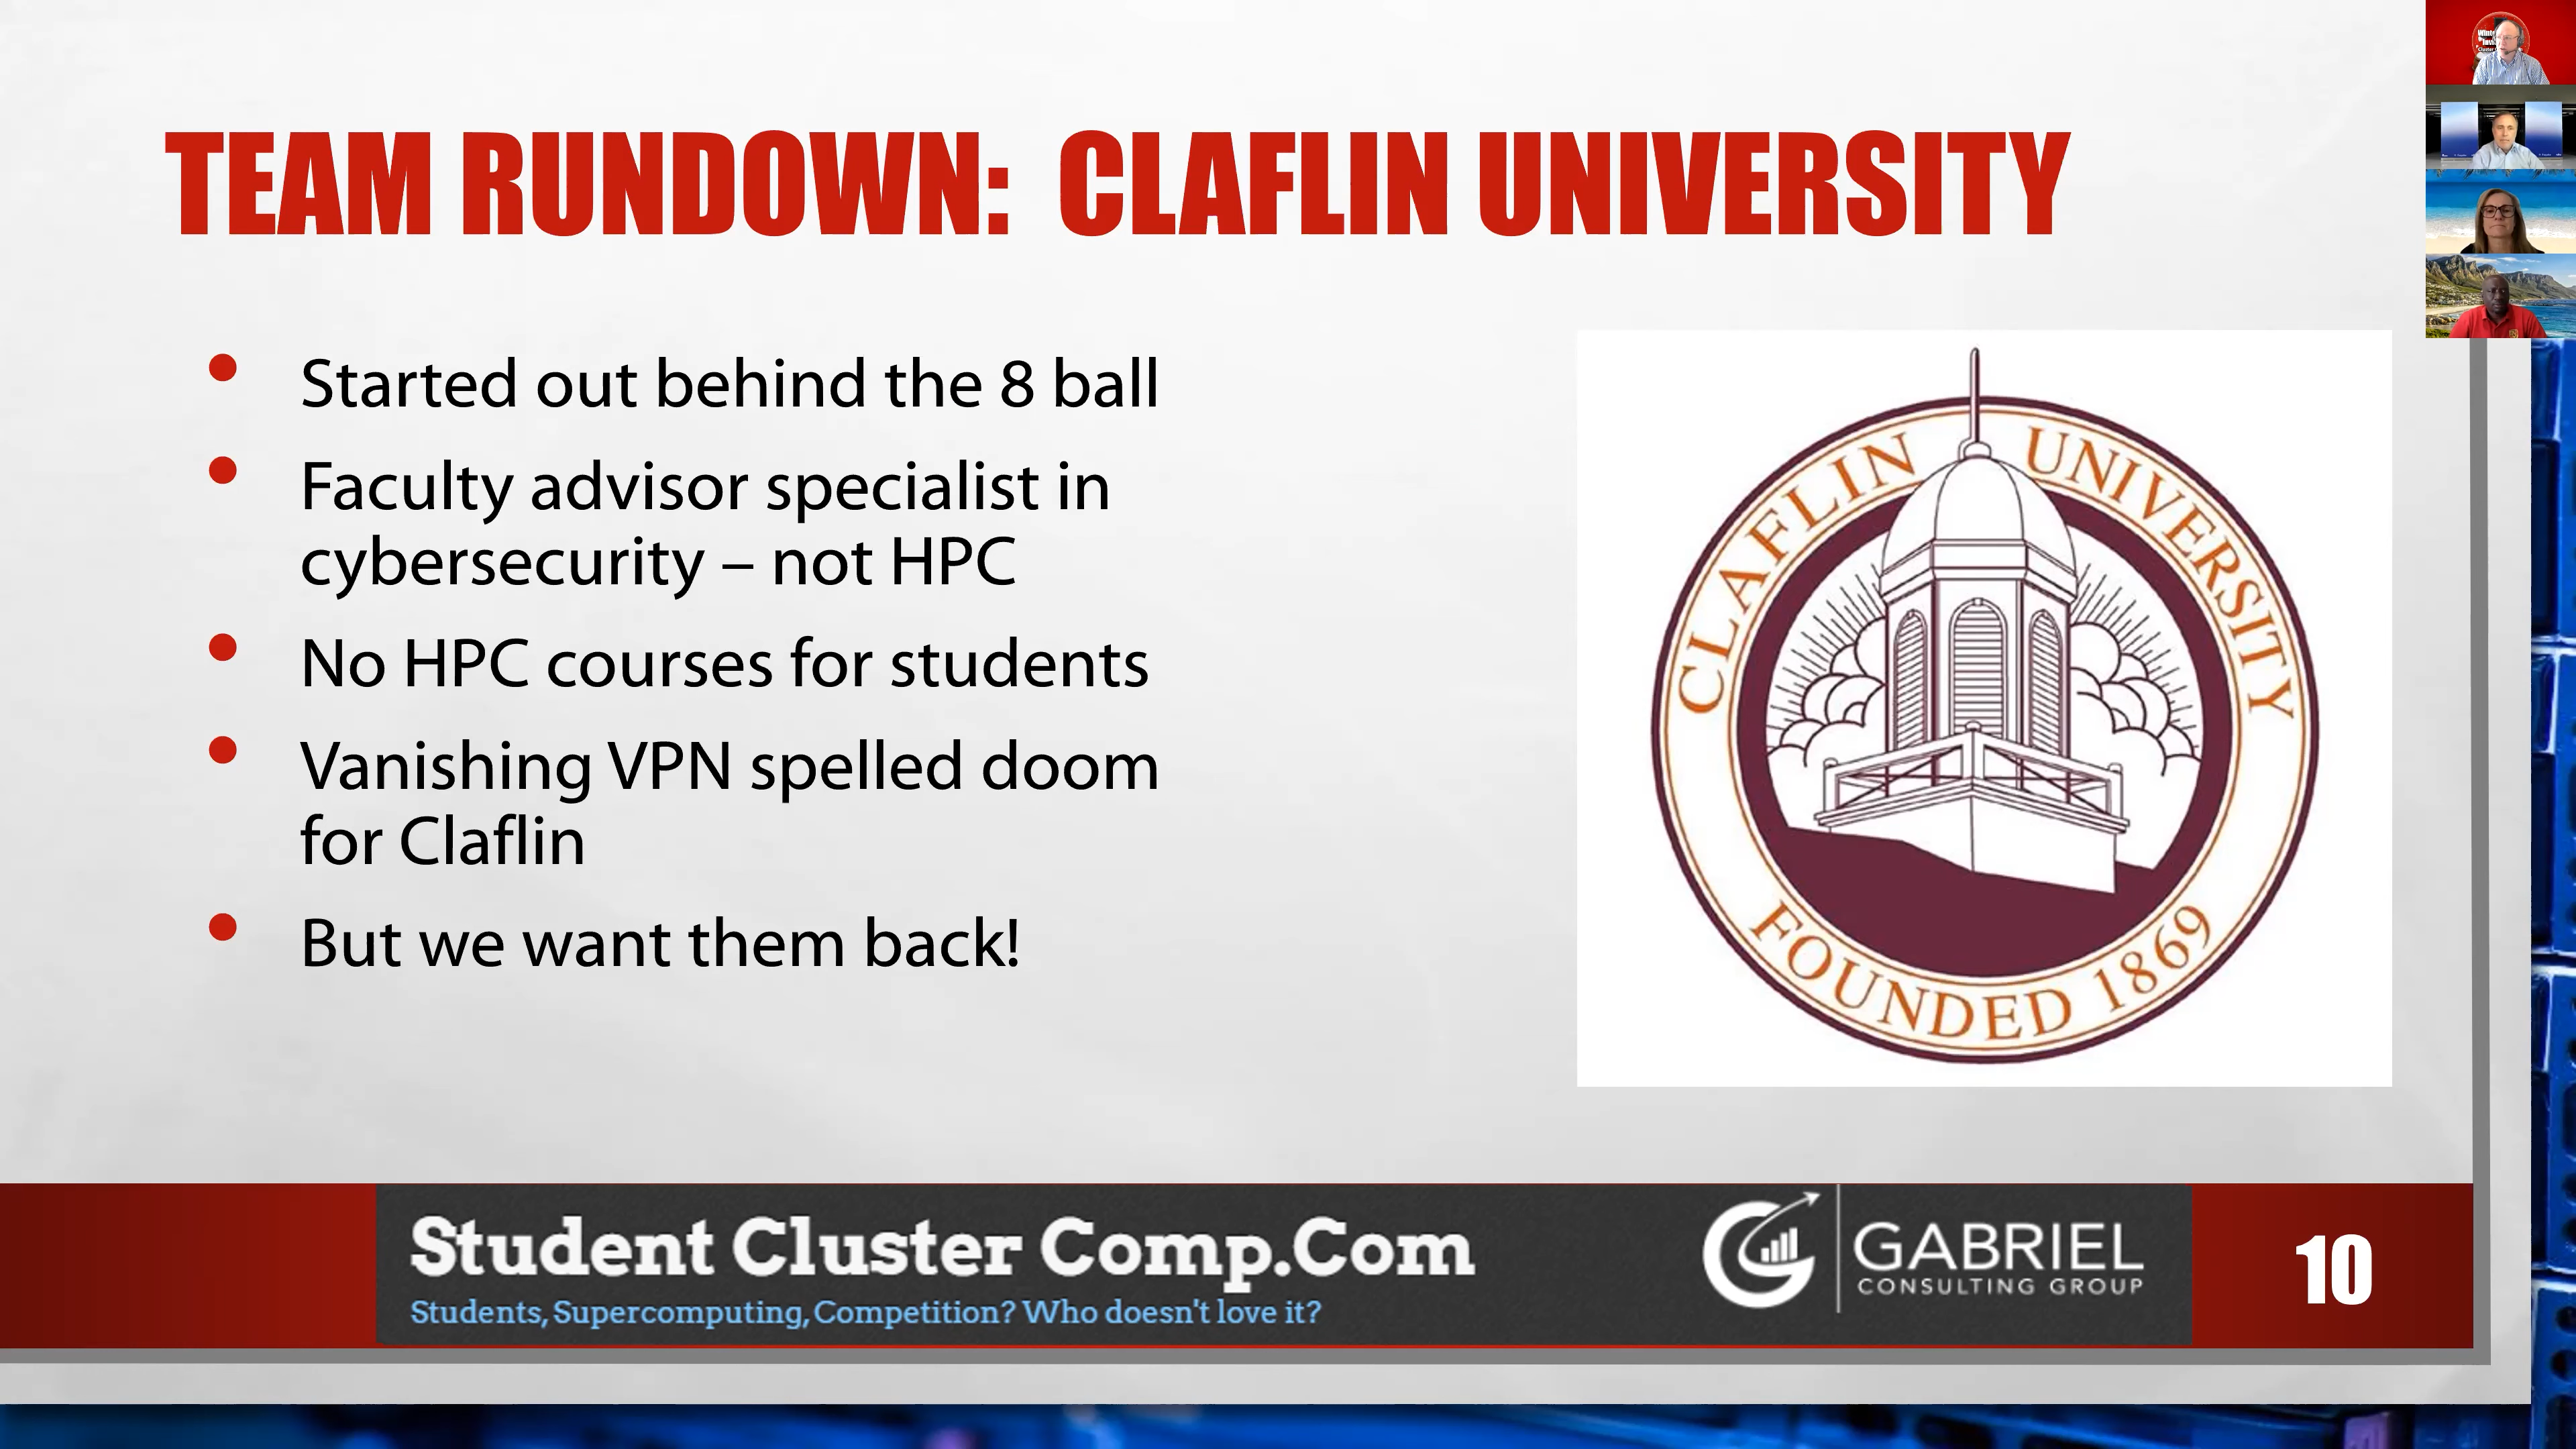 TEAM RUNDOWN: CLAFLIN UNIVERSITY
• Started out behind the 8 ball
• Faculty advisor specialist in
cybersecurity – not HPC
• No HPC courses for students
• Vanishing VPN spelled doom
for Claflin
• But we want them back!
CLAFLIN UNIVERSITY
FOUNDED 1869
Student Cluster Comp.Com
Students, Supercomputing, Competition? Who doesn't love it?
GABRIEL
CONSULTING GROUP
10